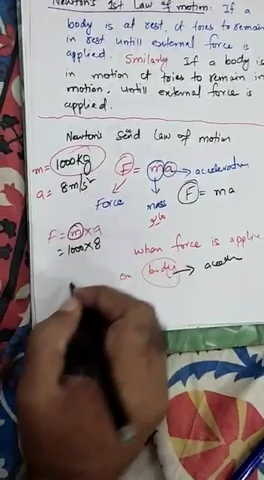 Newton's 1st Law of motion: If a
body is at rest, it tries to remain
in rest untill external force is
applied. Similarly If a body is
in motion it tries to remain in
motion, untill external force is
applied.
Newton's Second Law of motion
m= 1000kg
F = ma → acceleration
a= 8m/s²
Force
mass
F = ma
F = m×a
= 1000×8
when force is applie
on body →